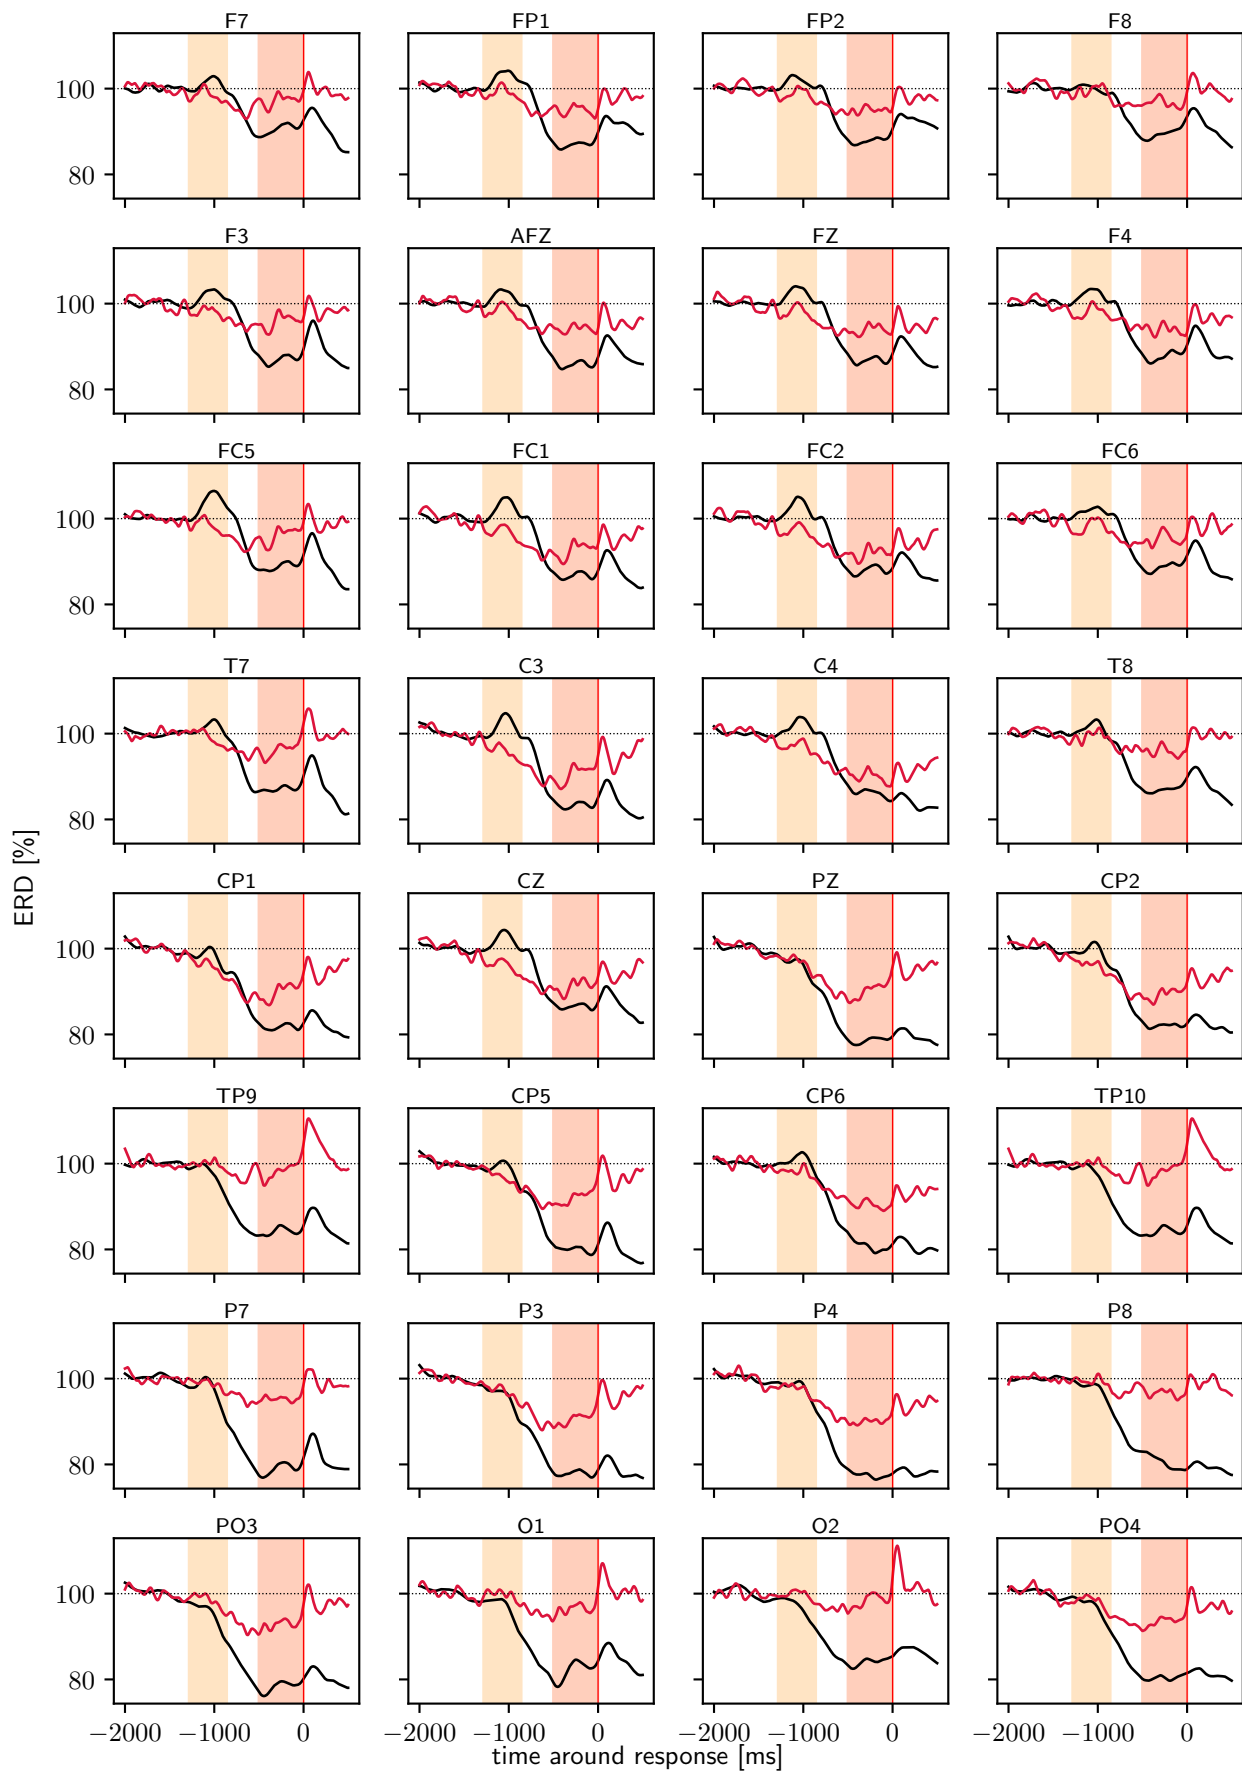 F7 FP1 FP2 F8
100
80
F3 AFZ FZ F4
100
80
FC5 FC1 FC2 FC6
100
80
T7 C3 C4 T8
100
80
ERD [%]
CP1 CZ PZ CP2
100
80
TP9 CP5 CP6 TP10
100
80
P7 P3 P4 P8
100
80
PO3 O1 O2 PO4
100
80
−2000 −1000 0 −2000 −1000 0 −2000 −1000 0 −2000 −1000 0
time around response [ms]